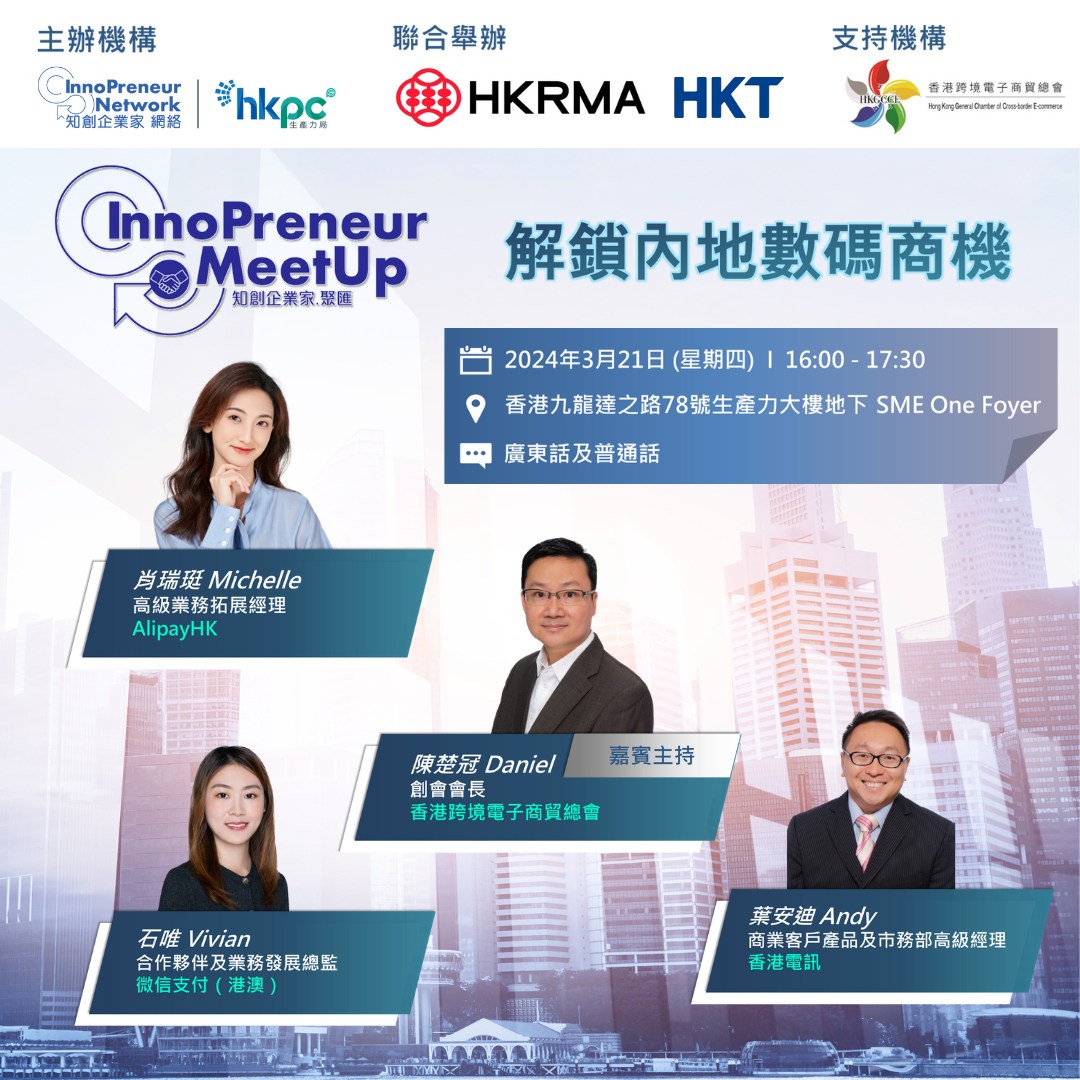 主辦機構
聯合舉辦
支持機構
InnoPreneur
Network
知創企業家 網絡
hkpc
生產力局
HKRMA
HKT
HKGCCE
香港跨境電子商貿總會
Hong Kong General Chamber of Cross-border E-commerce
InnoPreneur
MeetUp
知創企業家.聚匯
解鎖內地數碼商機
2024年3月21日 (星期四) I 16:00 - 17:30
香港九龍達之路78號生產力大樓地下 SME One Foyer
廣東話及普通話
肖瑞珽 Michelle
高級業務拓展經理
AlipayHK
陳楚冠 Daniel
嘉賓主持
創會會長
香港跨境電子商貿總會
石唯 Vivian
合作夥伴及業務發展總監
微信支付 ( 港澳 )
葉安迪 Andy
商業客戶產品及市務部高級經理
香港電訊